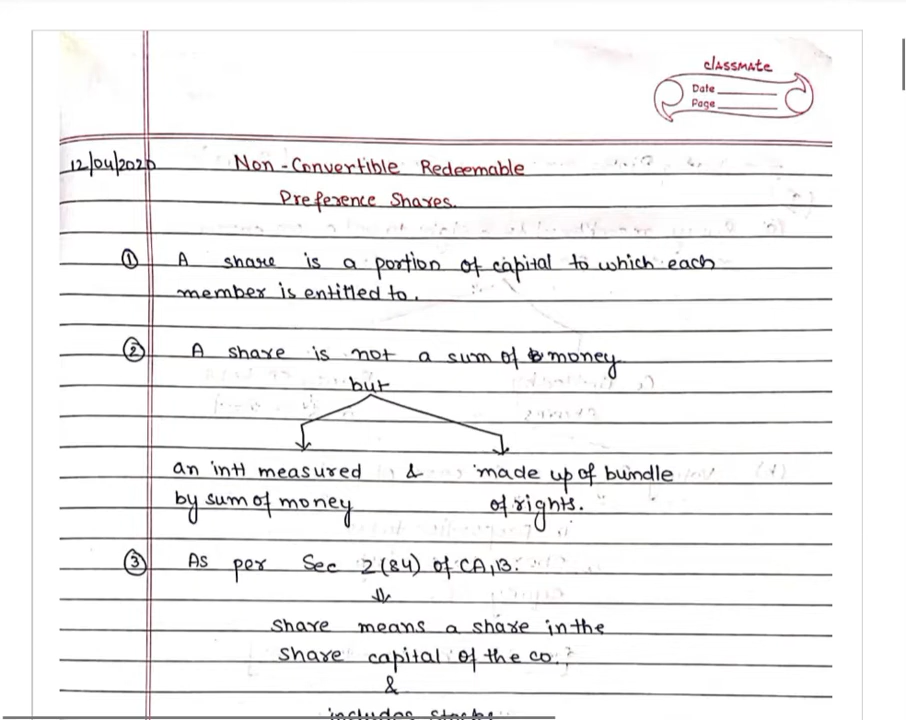 classmate
Date
Page
12/04/2020 Non-Convertible Redeemable
Preference Shares.
① A share is a portion of capital to which each
member is entitled to.
② A share is not a sum of money
but
an intt measured & made up of bundle
by sum of money of rights.
③ As per Sec 2(84) of CA,13.
⇓
Share means a share in the
share capital of the co.
&
includes stocks